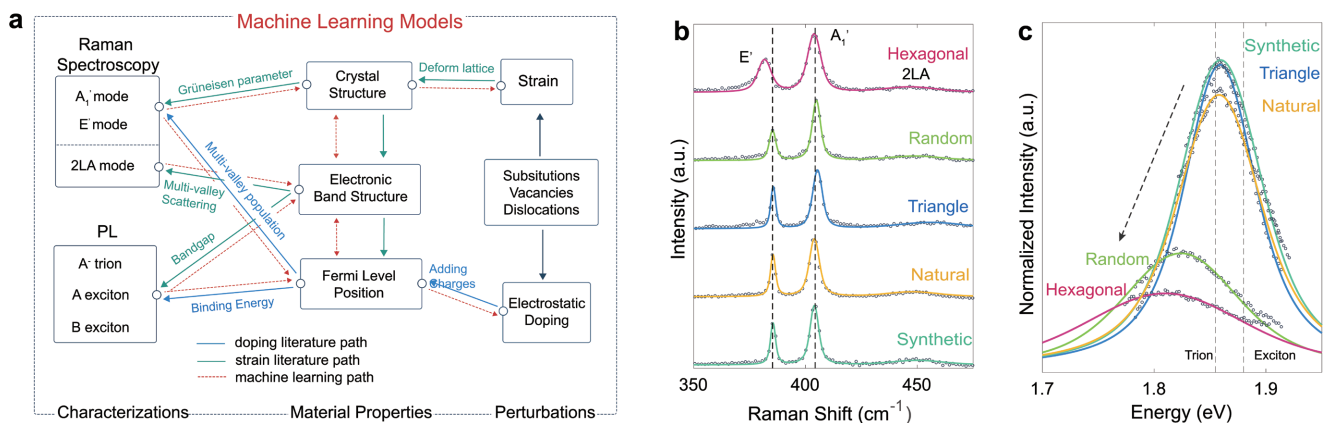 a
Machine Learning Models
Raman
Spectroscopy
A₁' mode
E' mode
2LA mode
PL
A⁻ trion
A exciton
B exciton
Grüneisen parameter
Multi-valley population
Multi-valley
Scattering
Bandgap
Binding Energy
Crystal
Structure
Electronic
Band Structure
Fermi Level
Position
Deform lattice
Adding
Charges
Strain
Subsitutions
Vacancies
Dislocations
Electrostatic
Doping
doping literature path
strain literature path
machine learning path
Characterizations
Material Properties
Perturbations
b
E'
A₁'
Hexagonal
2LA
Random
Triangle
Natural
Synthetic
Intensity (a.u.)
350
400
450
Raman Shift (cm⁻¹)
c
Synthetic
Triangle
Natural
Random
Hexagonal
Trion
Exciton
Normalized Intensity (a.u.)
1.7
1.8
1.9
Energy (eV)